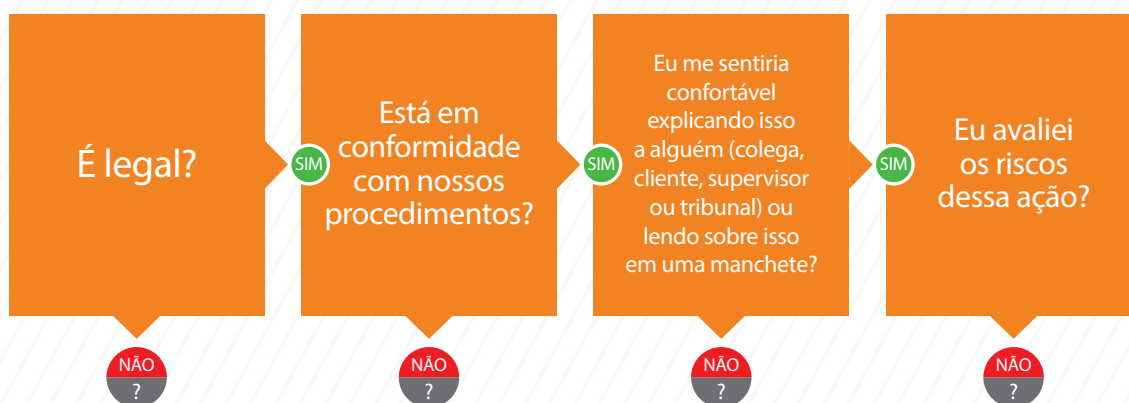 É legal?
SIM
Está em
conformidade
com nossos
procedimentos?
SIM
Eu me sentiria
confortável
explicando isso
a alguém (colega,
cliente, supervisor
ou tribunal) ou
lendo sobre isso
em uma manchete?
SIM
Eu avaliei
os riscos
dessa ação?
NÃO
?
NÃO
?
NÃO
?
NÃO
?